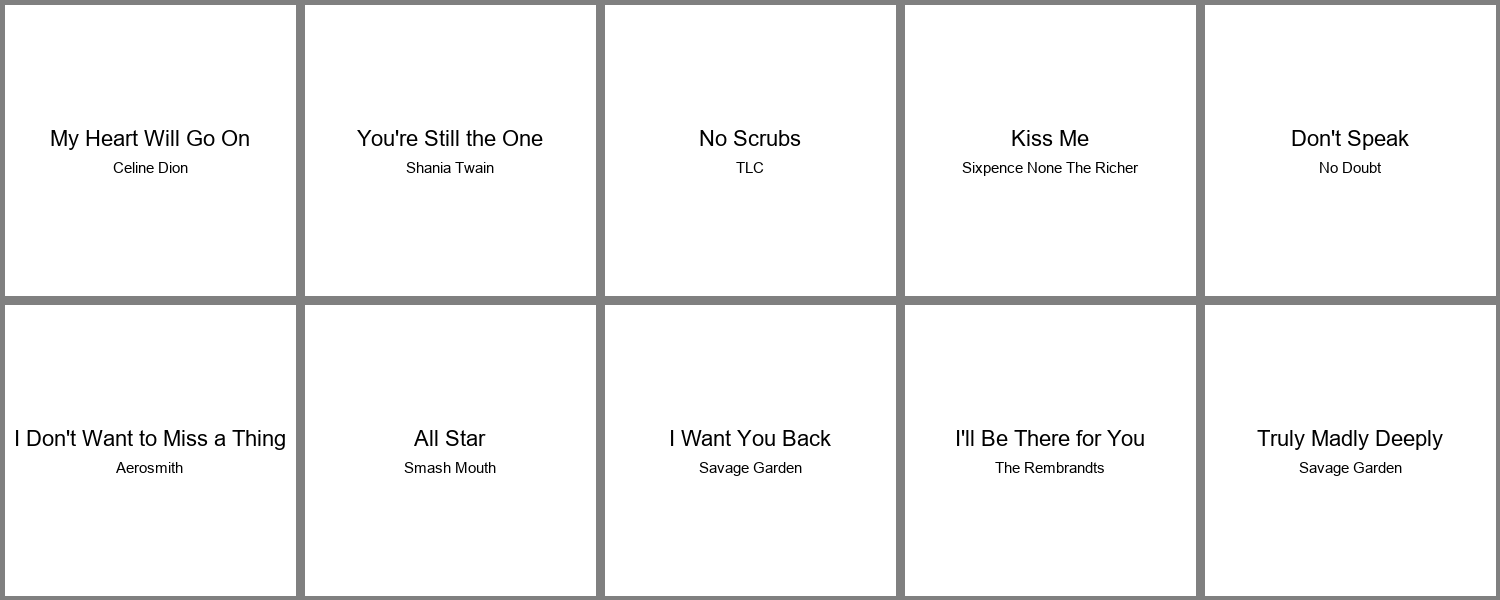 My Heart Will Go On
Celine Dion
You're Still the One
Shania Twain
No Scrubs
TLC
Kiss Me
Sixpence None The Richer
Don't Speak
No Doubt
I Don't Want to Miss a Thing
Aerosmith
All Star
Smash Mouth
I Want You Back
Savage Garden
I'll Be There for You
The Rembrandts
Truly Madly Deeply
Savage Garden